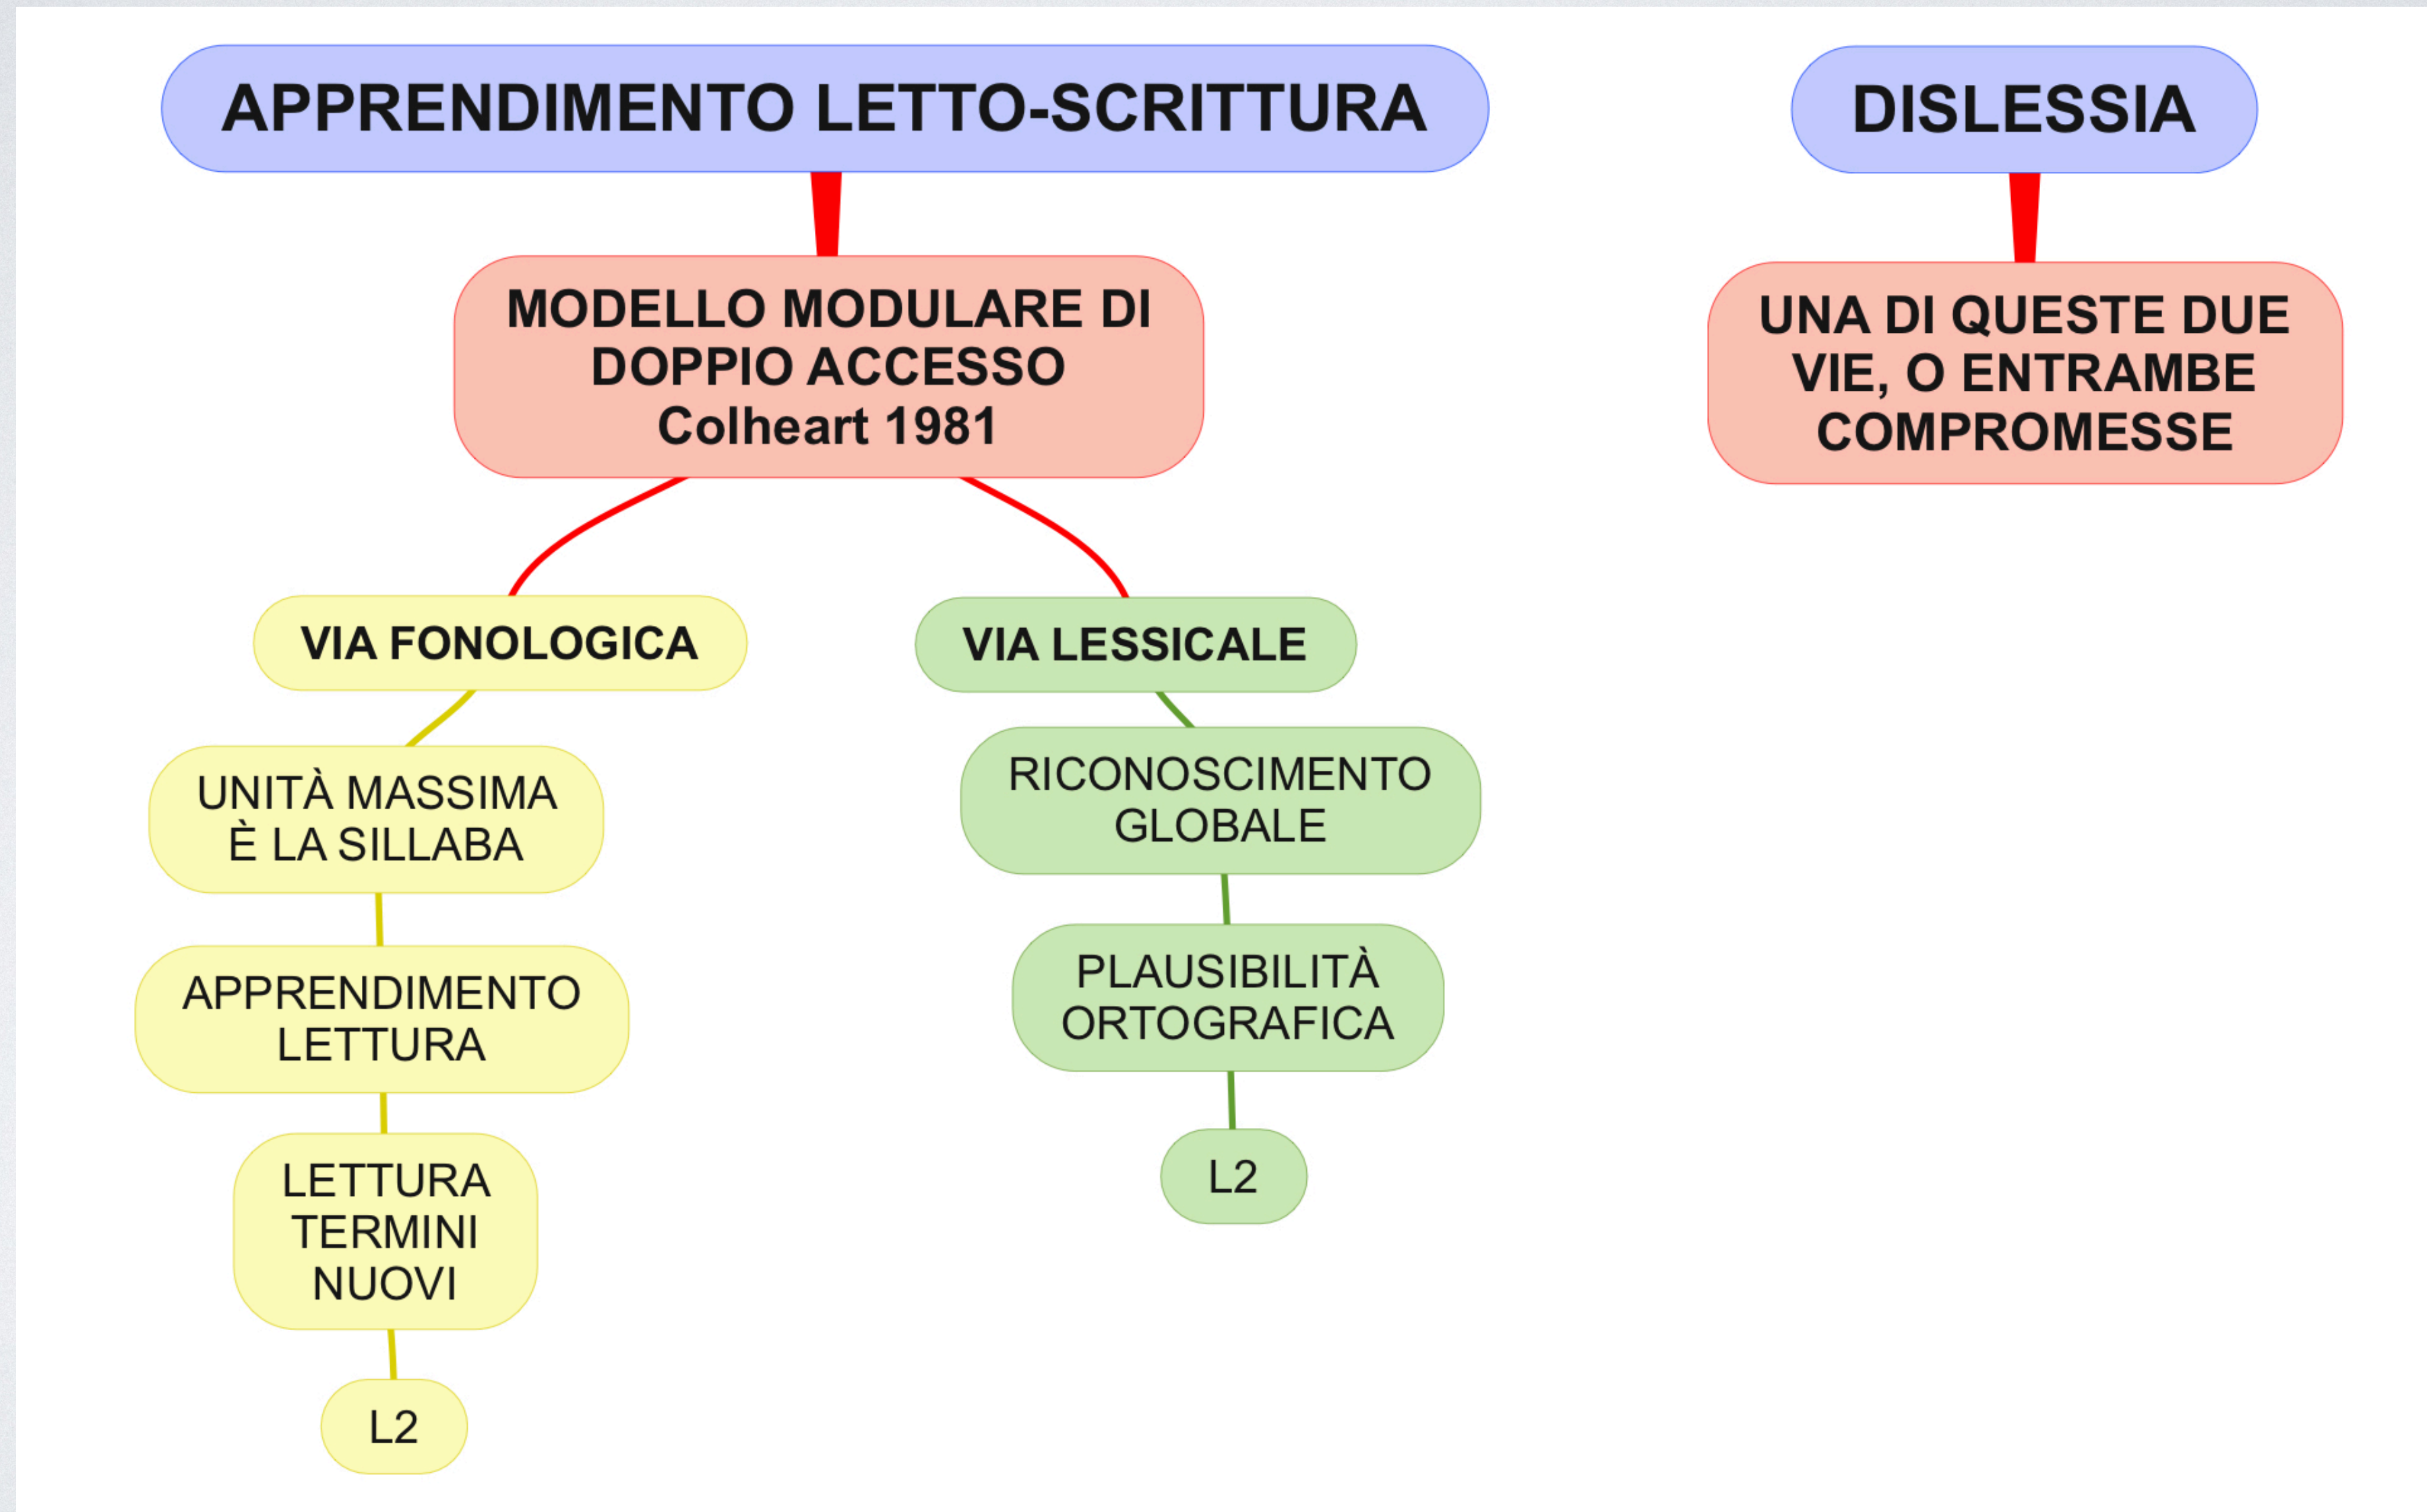 APPRENDIMENTO LETTO-SCRITTURA
MODELLO MODULARE DI
DOPPIO ACCESSO
Colheart 1981
VIA FONOLOGICA
UNITÀ MASSIMA
È LA SILLABA
APPRENDIMENTO
LETTURA
LETTURA
TERMINI
NUOVI
L2
VIA LESSICALE
RICONOSCIMENTO
GLOBALE
PLAUSIBILITÀ
ORTOGRAFICA
L2
DISLESSIA
UNA DI QUESTE DUE
VIE, O ENTRAMBE
COMPROMESSE